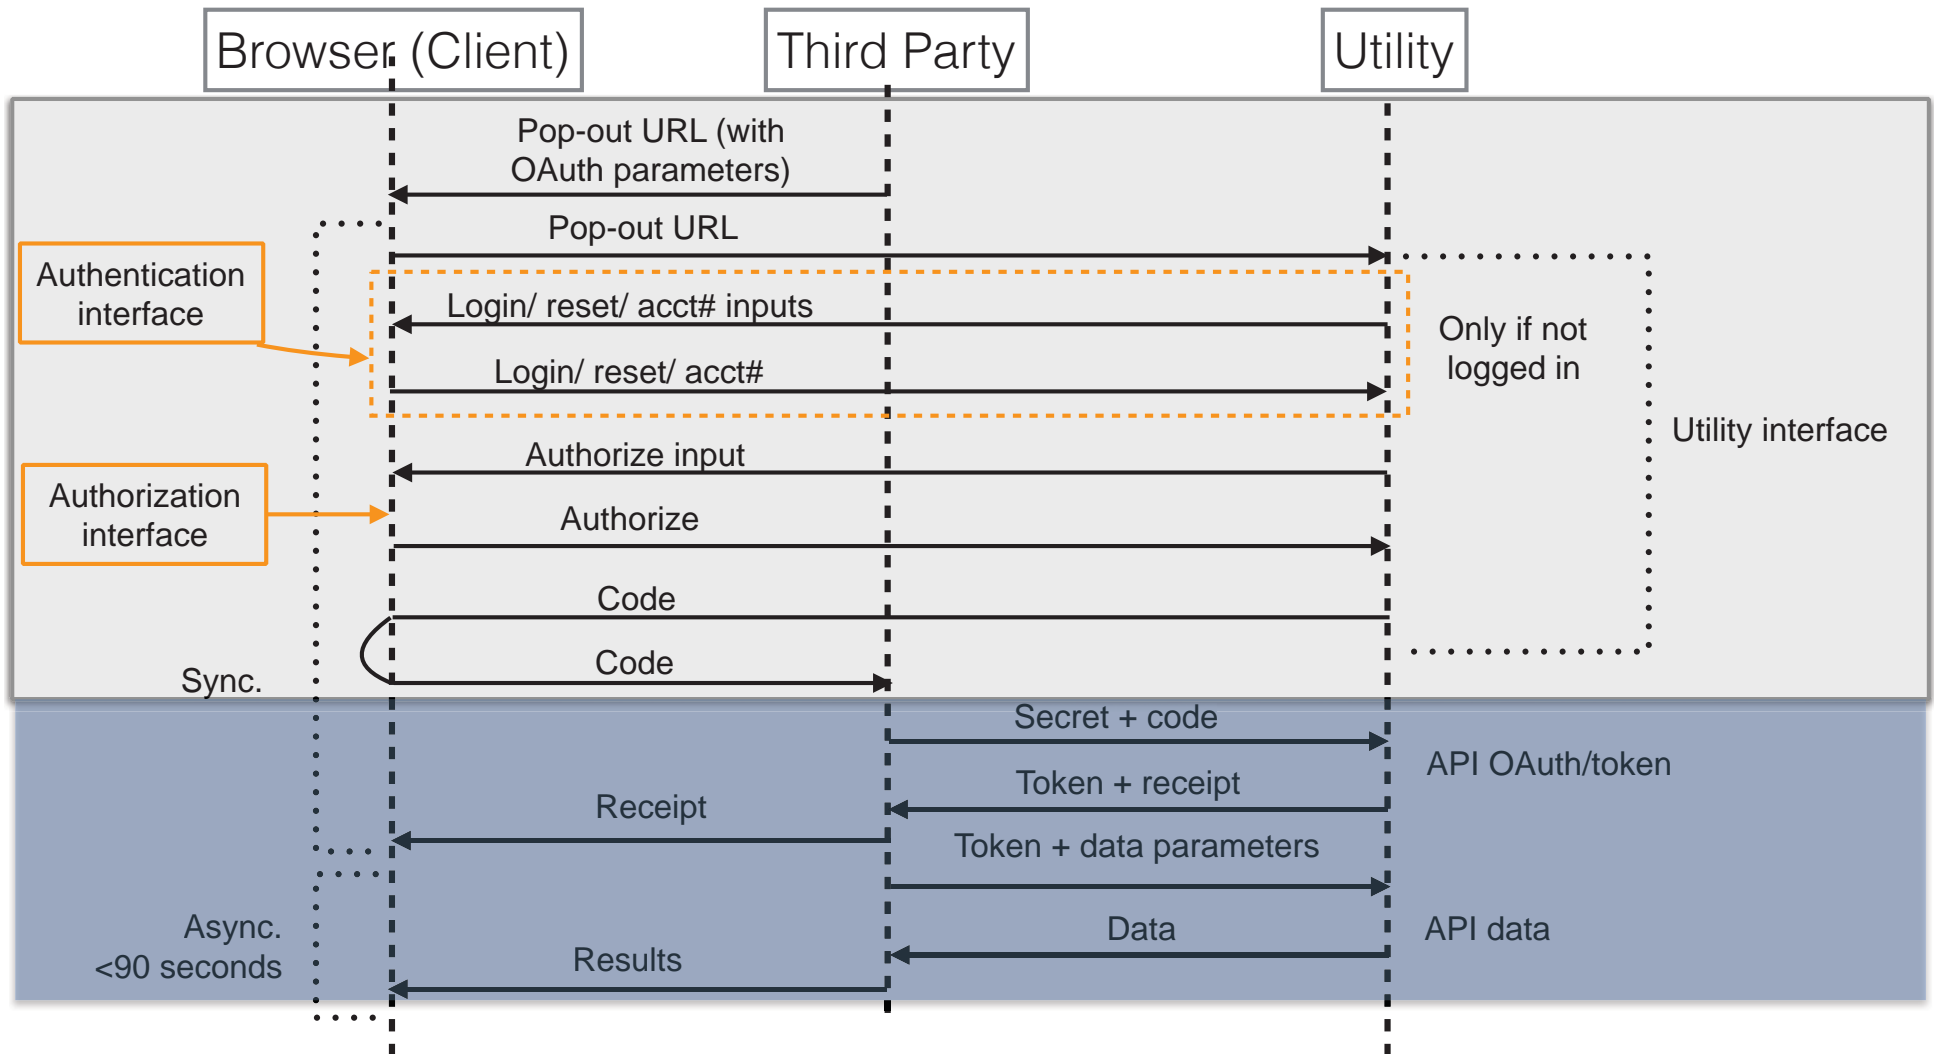 Browser (Client)
Third Party
Utility
Pop-out URL (with
OAuth parameters)
Pop-out URL
Authentication
interface
Login/ reset/ acct# inputs
Only if not
logged in
Login/ reset/ acct#
Utility interface
Authorize input
Authorization
interface
Authorize
Code
Code
Sync.
Secret + code
API OAuth/token
Token + receipt
Receipt
Token + data parameters
Async.
<90 seconds
Data
API data
Results